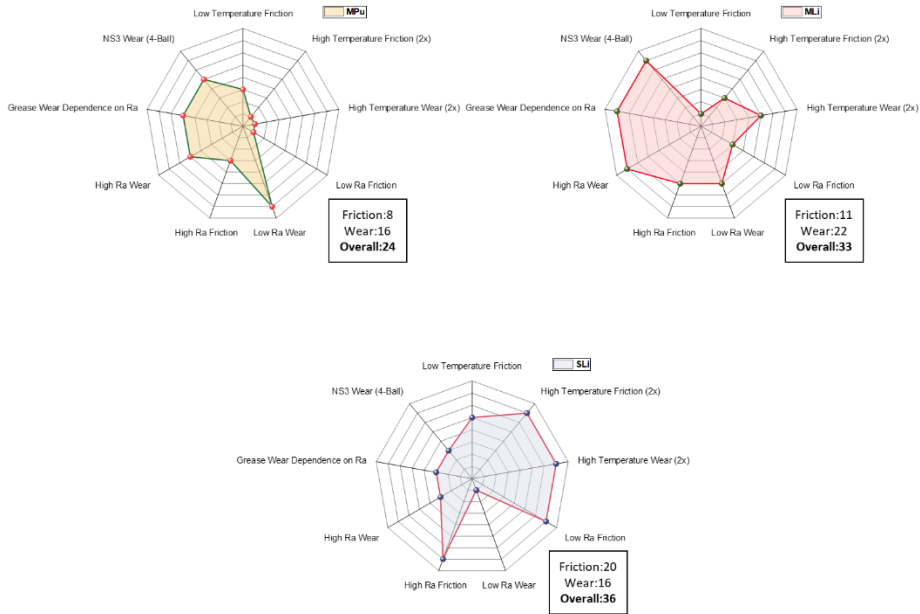 Low Temperature Friction
MPu
High Temperature Friction (2x)
NS3 Wear (4-Ball)
Grease Wear Dependence on Ra
High Temperature Wear (2x)
High Ra Wear
Low Ra Friction
High Ra Friction
Low Ra Wear
Friction:8
Wear:16
Overall:24
Low Temperature Friction
MLi
High Temperature Friction (2x)
NS3 Wear (4-Ball)
Grease Wear Dependence on Ra
High Temperature Wear (2x)
High Ra Wear
Low Ra Friction
High Ra Friction
Low Ra Wear
Friction:11
Wear:22
Overall:33
Low Temperature Friction
SLi
High Temperature Friction (2x)
NS3 Wear (4-Ball)
Grease Wear Dependence on Ra
High Temperature Wear (2x)
High Ra Wear
Low Ra Friction
High Ra Friction
Low Ra Wear
Friction:20
Wear:16
Overall:36